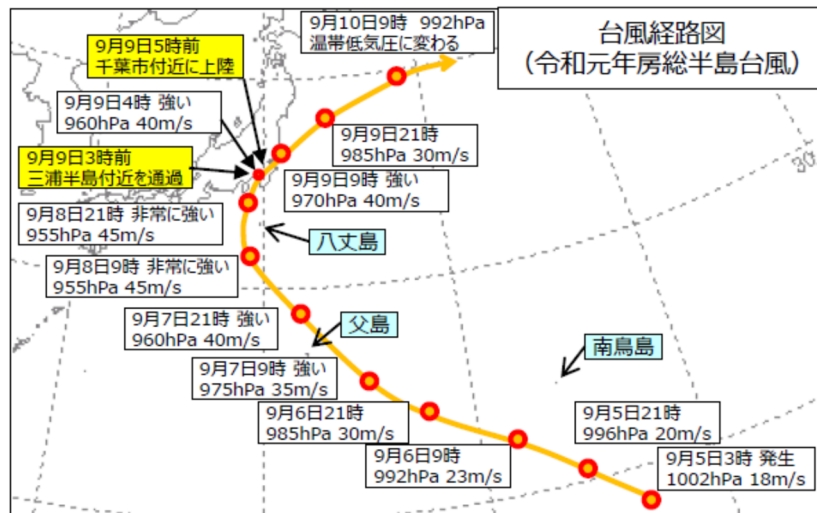 台風経路図
（令和元年房総半島台風）
9月10日9時 992hPa
温帯低気圧に変わる
9月9日5時前
千葉市付近に上陸
9月9日4時 強い
960hPa 40m/s
9月9日3時前
三浦半島付近を通過
9月9日21時
985hPa 30m/s
9月9日9時 強い
970hPa 40m/s
9月8日21時 非常に強い
955hPa 45m/s
八丈島
9月8日9時 非常に強い
955hPa 45m/s
9月7日21時 強い
960hPa 40m/s
父島
南鳥島
9月7日9時 強い
975hPa 35m/s
9月6日21時
985hPa 30m/s
9月6日9時
992hPa 23m/s
9月5日21時
996hPa 20m/s
9月5日3時 発生
1002hPa 18m/s
30